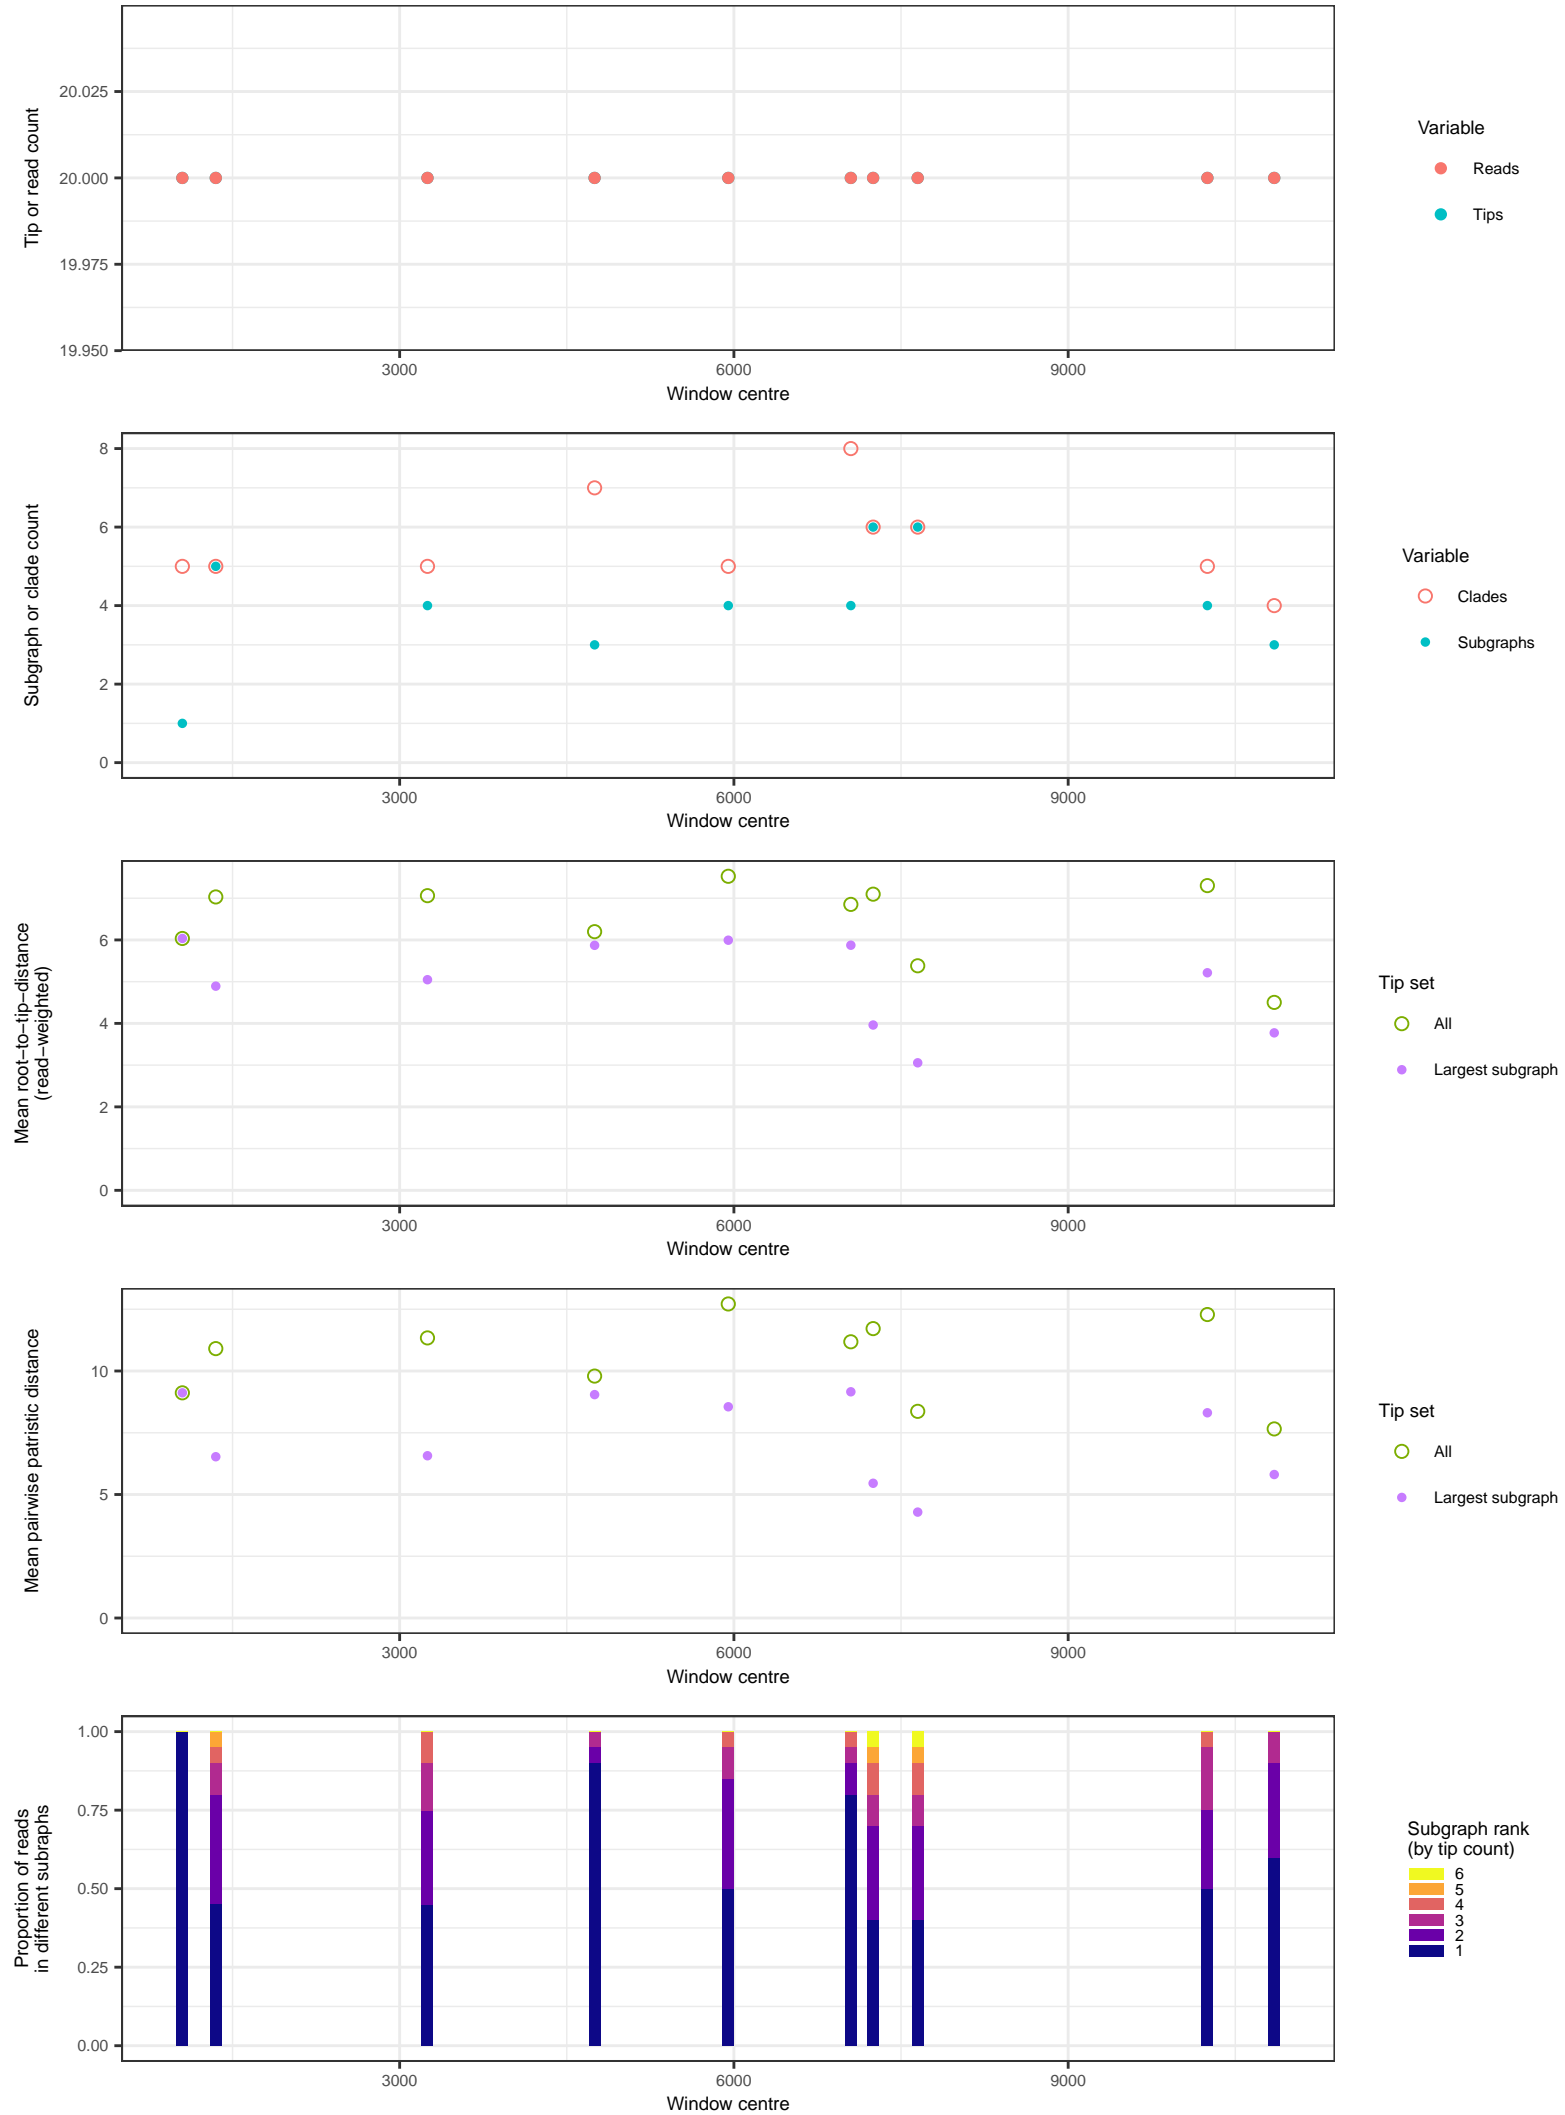 Tip or read count
20.025
20.000
19.975
19.950
3000 6000 9000
Window centre
Variable
Reads
Tips
Subgraph or clade count
8
6
4
2
0
3000 6000 9000
Window centre
Variable
Clades
Subgraphs
Mean root−to−tip−distance
(read−weighted)
6
4
2
0
3000 6000 9000
Window centre
Tip set
All
Largest subgraph
Mean pairwise patristic distance
10
5
0
3000 6000 9000
Window centre
Tip set
All
Largest subgraph
Proportion of reads
in different subraphs
1.00
0.75
0.50
0.25
0.00
3000 6000 9000
Window centre
Subgraph rank
(by tip count)
6
5
4
3
2
1